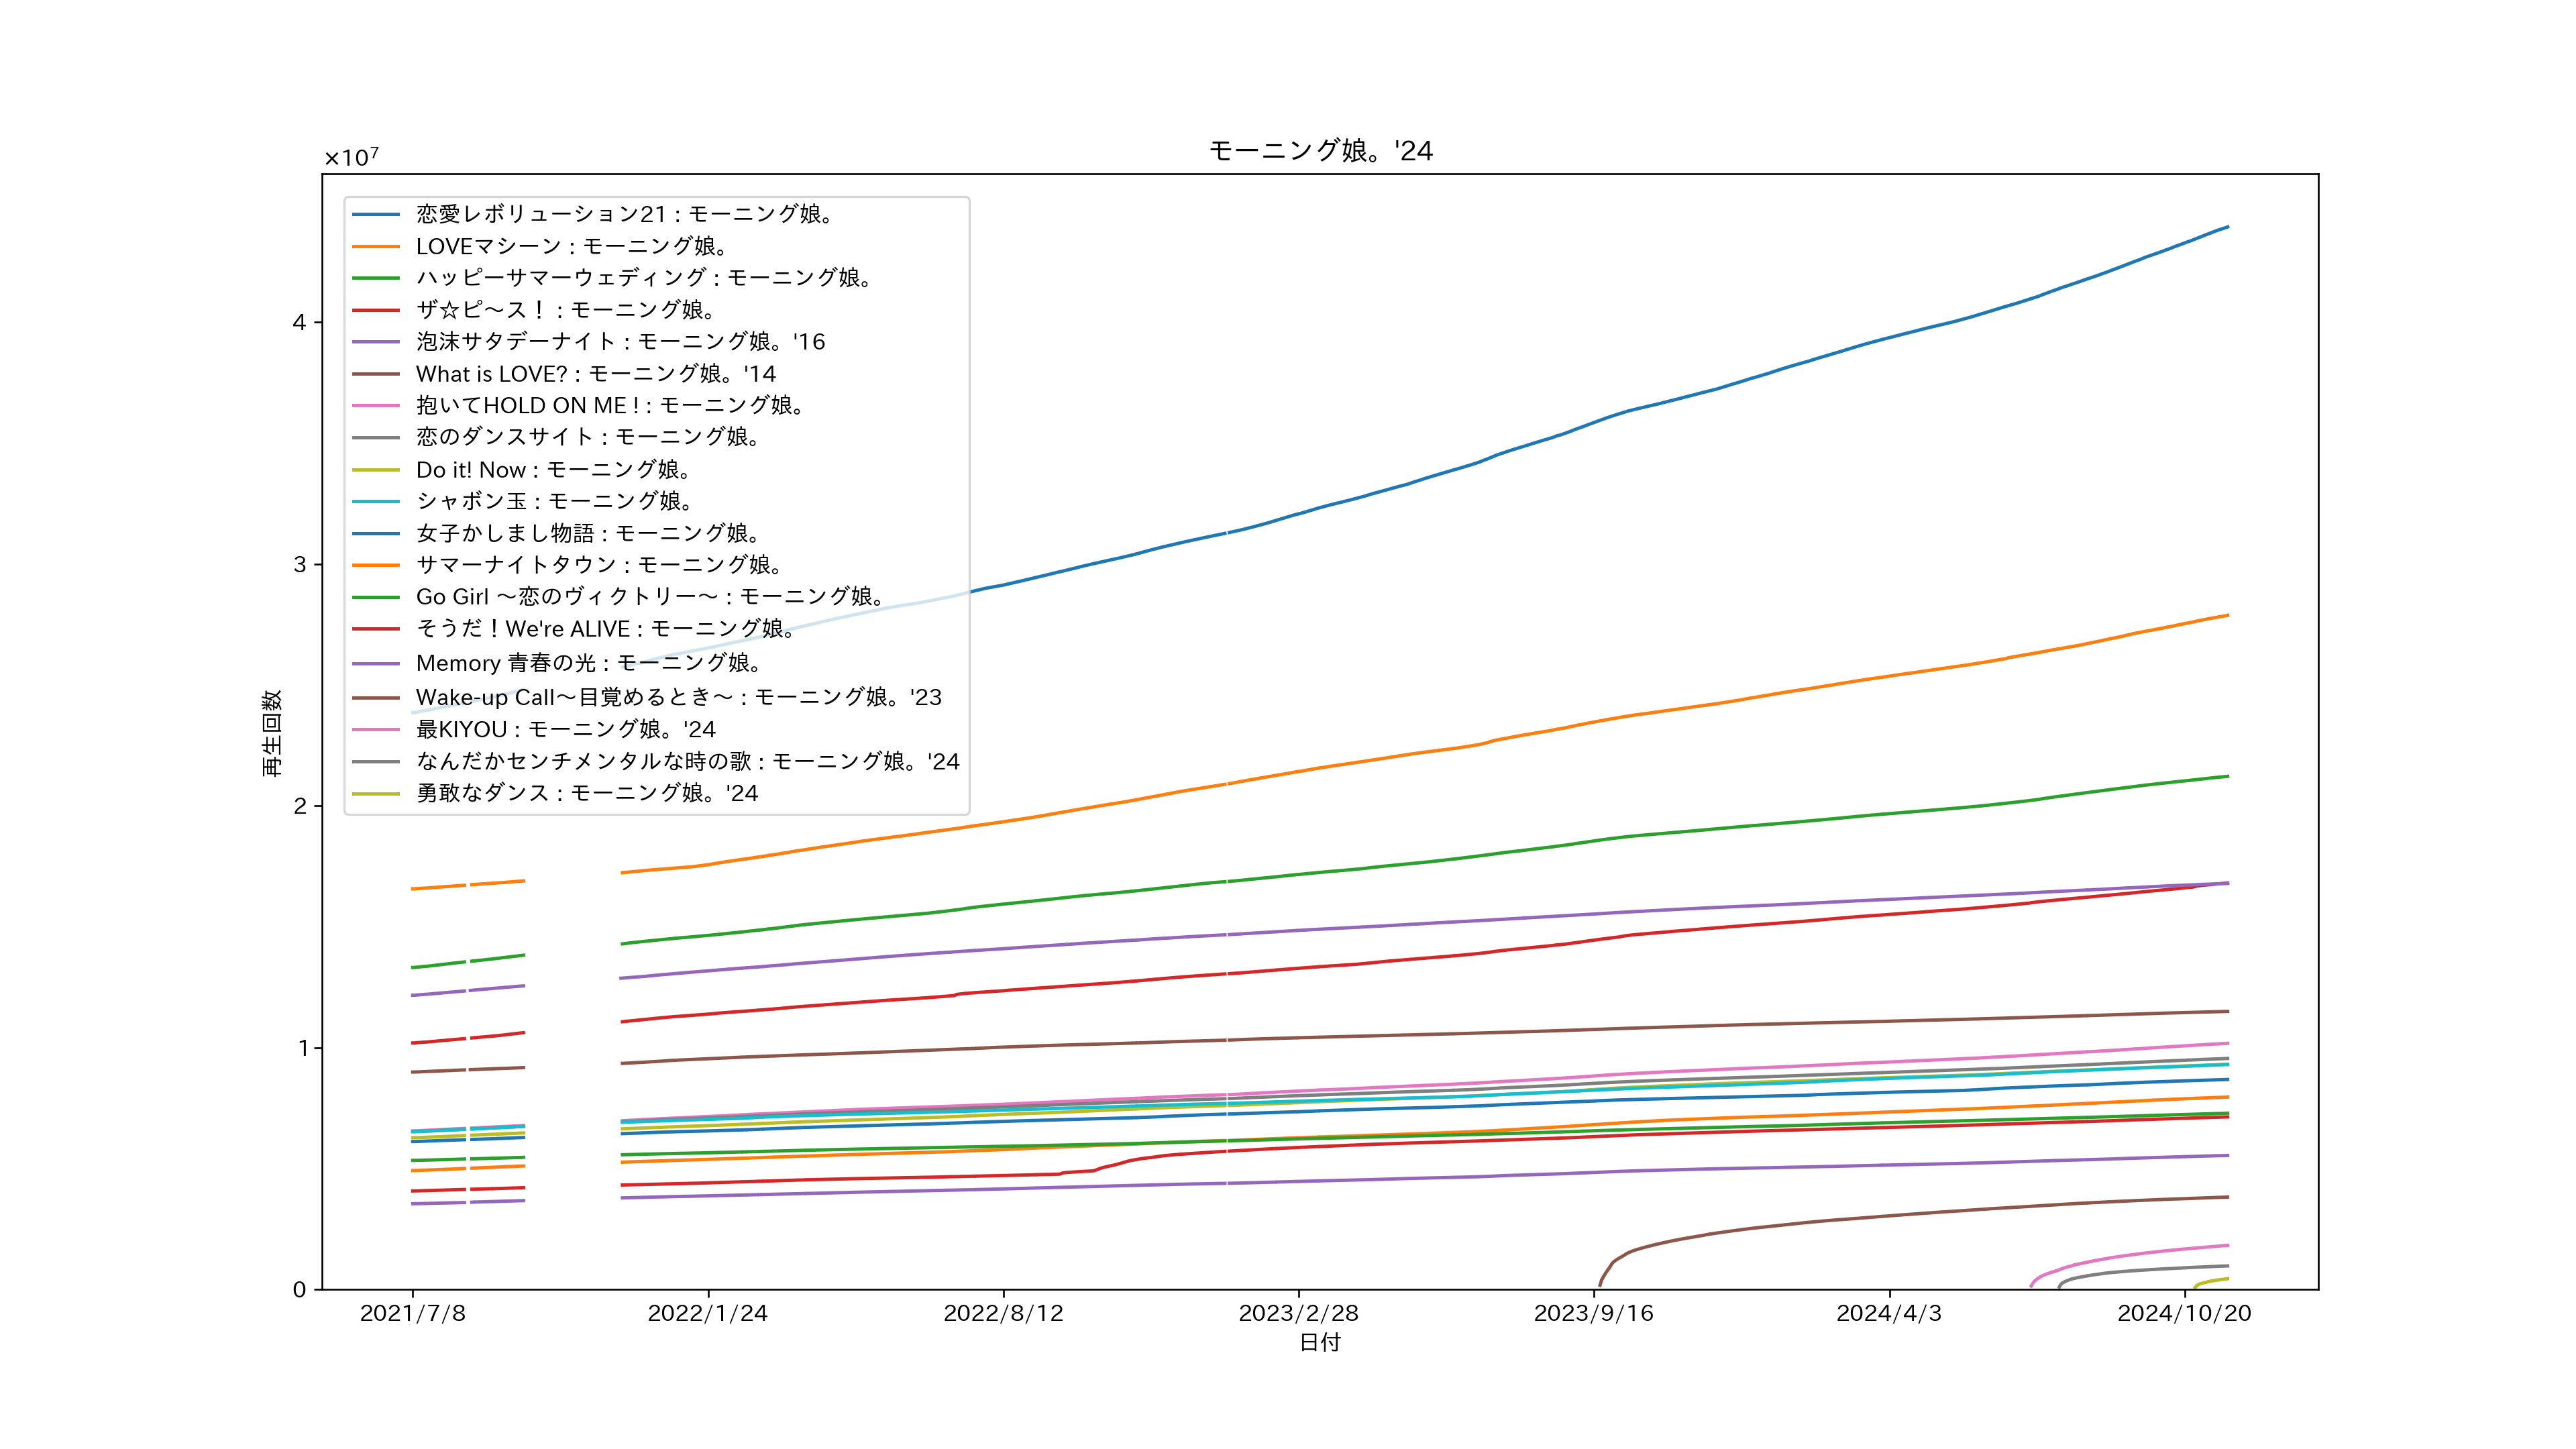 モーニング娘。'24
×10⁷
恋愛レボリューション21 : モーニング娘。
LOVEマシーン : モーニング娘。
ハッピーサマーウェディング : モーニング娘。
ザ☆ピ〜ス！ : モーニング娘。
泡沫サタデーナイト : モーニング娘。'16
What is LOVE? : モーニング娘。'14
抱いてHOLD ON ME ! : モーニング娘。
恋のダンスサイト : モーニング娘。
Do it! Now : モーニング娘。
シャボン玉 : モーニング娘。
女子かしまし物語 : モーニング娘。
サマーナイトタウン : モーニング娘。
Go Girl 〜恋のヴィクトリー〜 : モーニング娘。
そうだ！We're ALIVE : モーニング娘。
Memory 青春の光 : モーニング娘。
Wake-up Call〜目覚めるとき〜 : モーニング娘。'23
最KIYOU : モーニング娘。'24
なんだかセンチメンタルな時の歌 : モーニング娘。'24
勇敢なダンス : モーニング娘。'24
再生回数
4
3
2
1
0
2021/7/8
2022/1/24
2022/8/12
2023/2/28
2023/9/16
2024/4/3
2024/10/20
日付